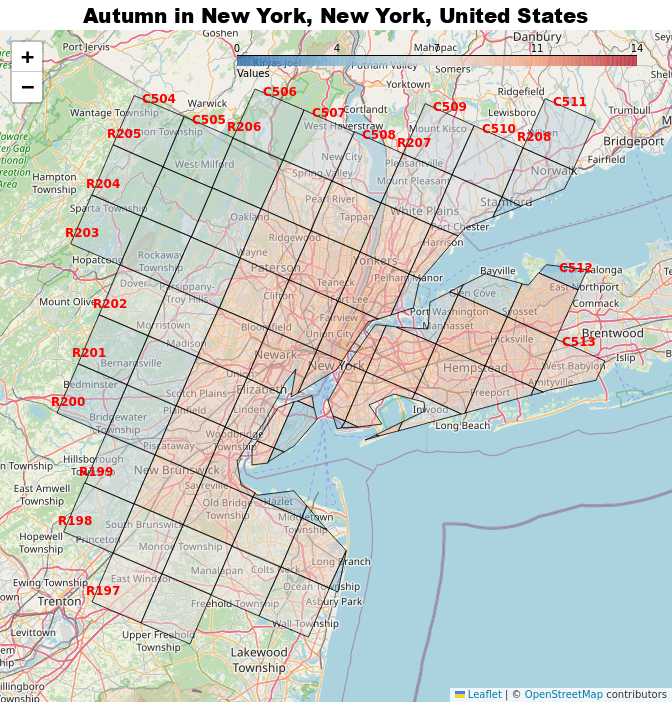 Autumn in New York, New York, United States
Goshen
Danbury
Port Jervis
+
−
0
4
7
11
14
Values
Kiryas Joel
Mahopac
Putnam Valley
Somers
Yorktown
Ridgefield
Wantage Township
C504
Warwick
C506
Cortlandt
C509
Lewisboro
C511
Trumbull
C505
C507
West Haverstraw
Mount Kisco
R205
Vernon Township
R206
C508
C510
R208
Wilton
Bridgeport
R207
New City
Pleasantville
Fairfield
West Milford
Spring Valley
Mount Pleasant
Norwalk
Hampton Township
R204
Pearl River
Stamford
Sparta Township
Oakland
Tappan
White Plains
R203
Ridgewood
Port Chester
Harrison
Hopatcong
Rockaway Township
Wayne
Paterson
Yonkers
Bayville
C512
Dover
Parsippany-Troy Hills
Teaneck
Pelham Manor
East Northport
Clifton
Fort Lee
Glen Cove
Commack
Mount Olive
R202
Port Washington
Syosset
Morristown
Bloomfield
Fairview
Manhasset
Union City
Hicksville
Brentwood
Madison
C513
R201
Newark
New York
Hempstead
Islip
Bernardsville
Union
West Babylon
Bedminster
Elizabeth
Amityville
Scotch Plains
Freeport
R200
Plainfield
Linden
Inwood
Bridgewater Township
Long Beach
Woodbridge Township
Piscataway
Hillsborough Township
R199
New Brunswick
East Amwell Township
Sayreville
Old Bridge Township
Hazlet
R198
South Brunswick
Middletown Township
Hopewell Township
Princeton
Monroe Township
Long Branch
Ewing Township
East Windsor
Manalapan
Colts Neck
R197
Ocean Township
Trenton
Freehold Township
Asbury Park
Levittown
Upper Freehold Township
Wall Township
Lakewood Township
Leaflet | © OpenStreetMap contributors